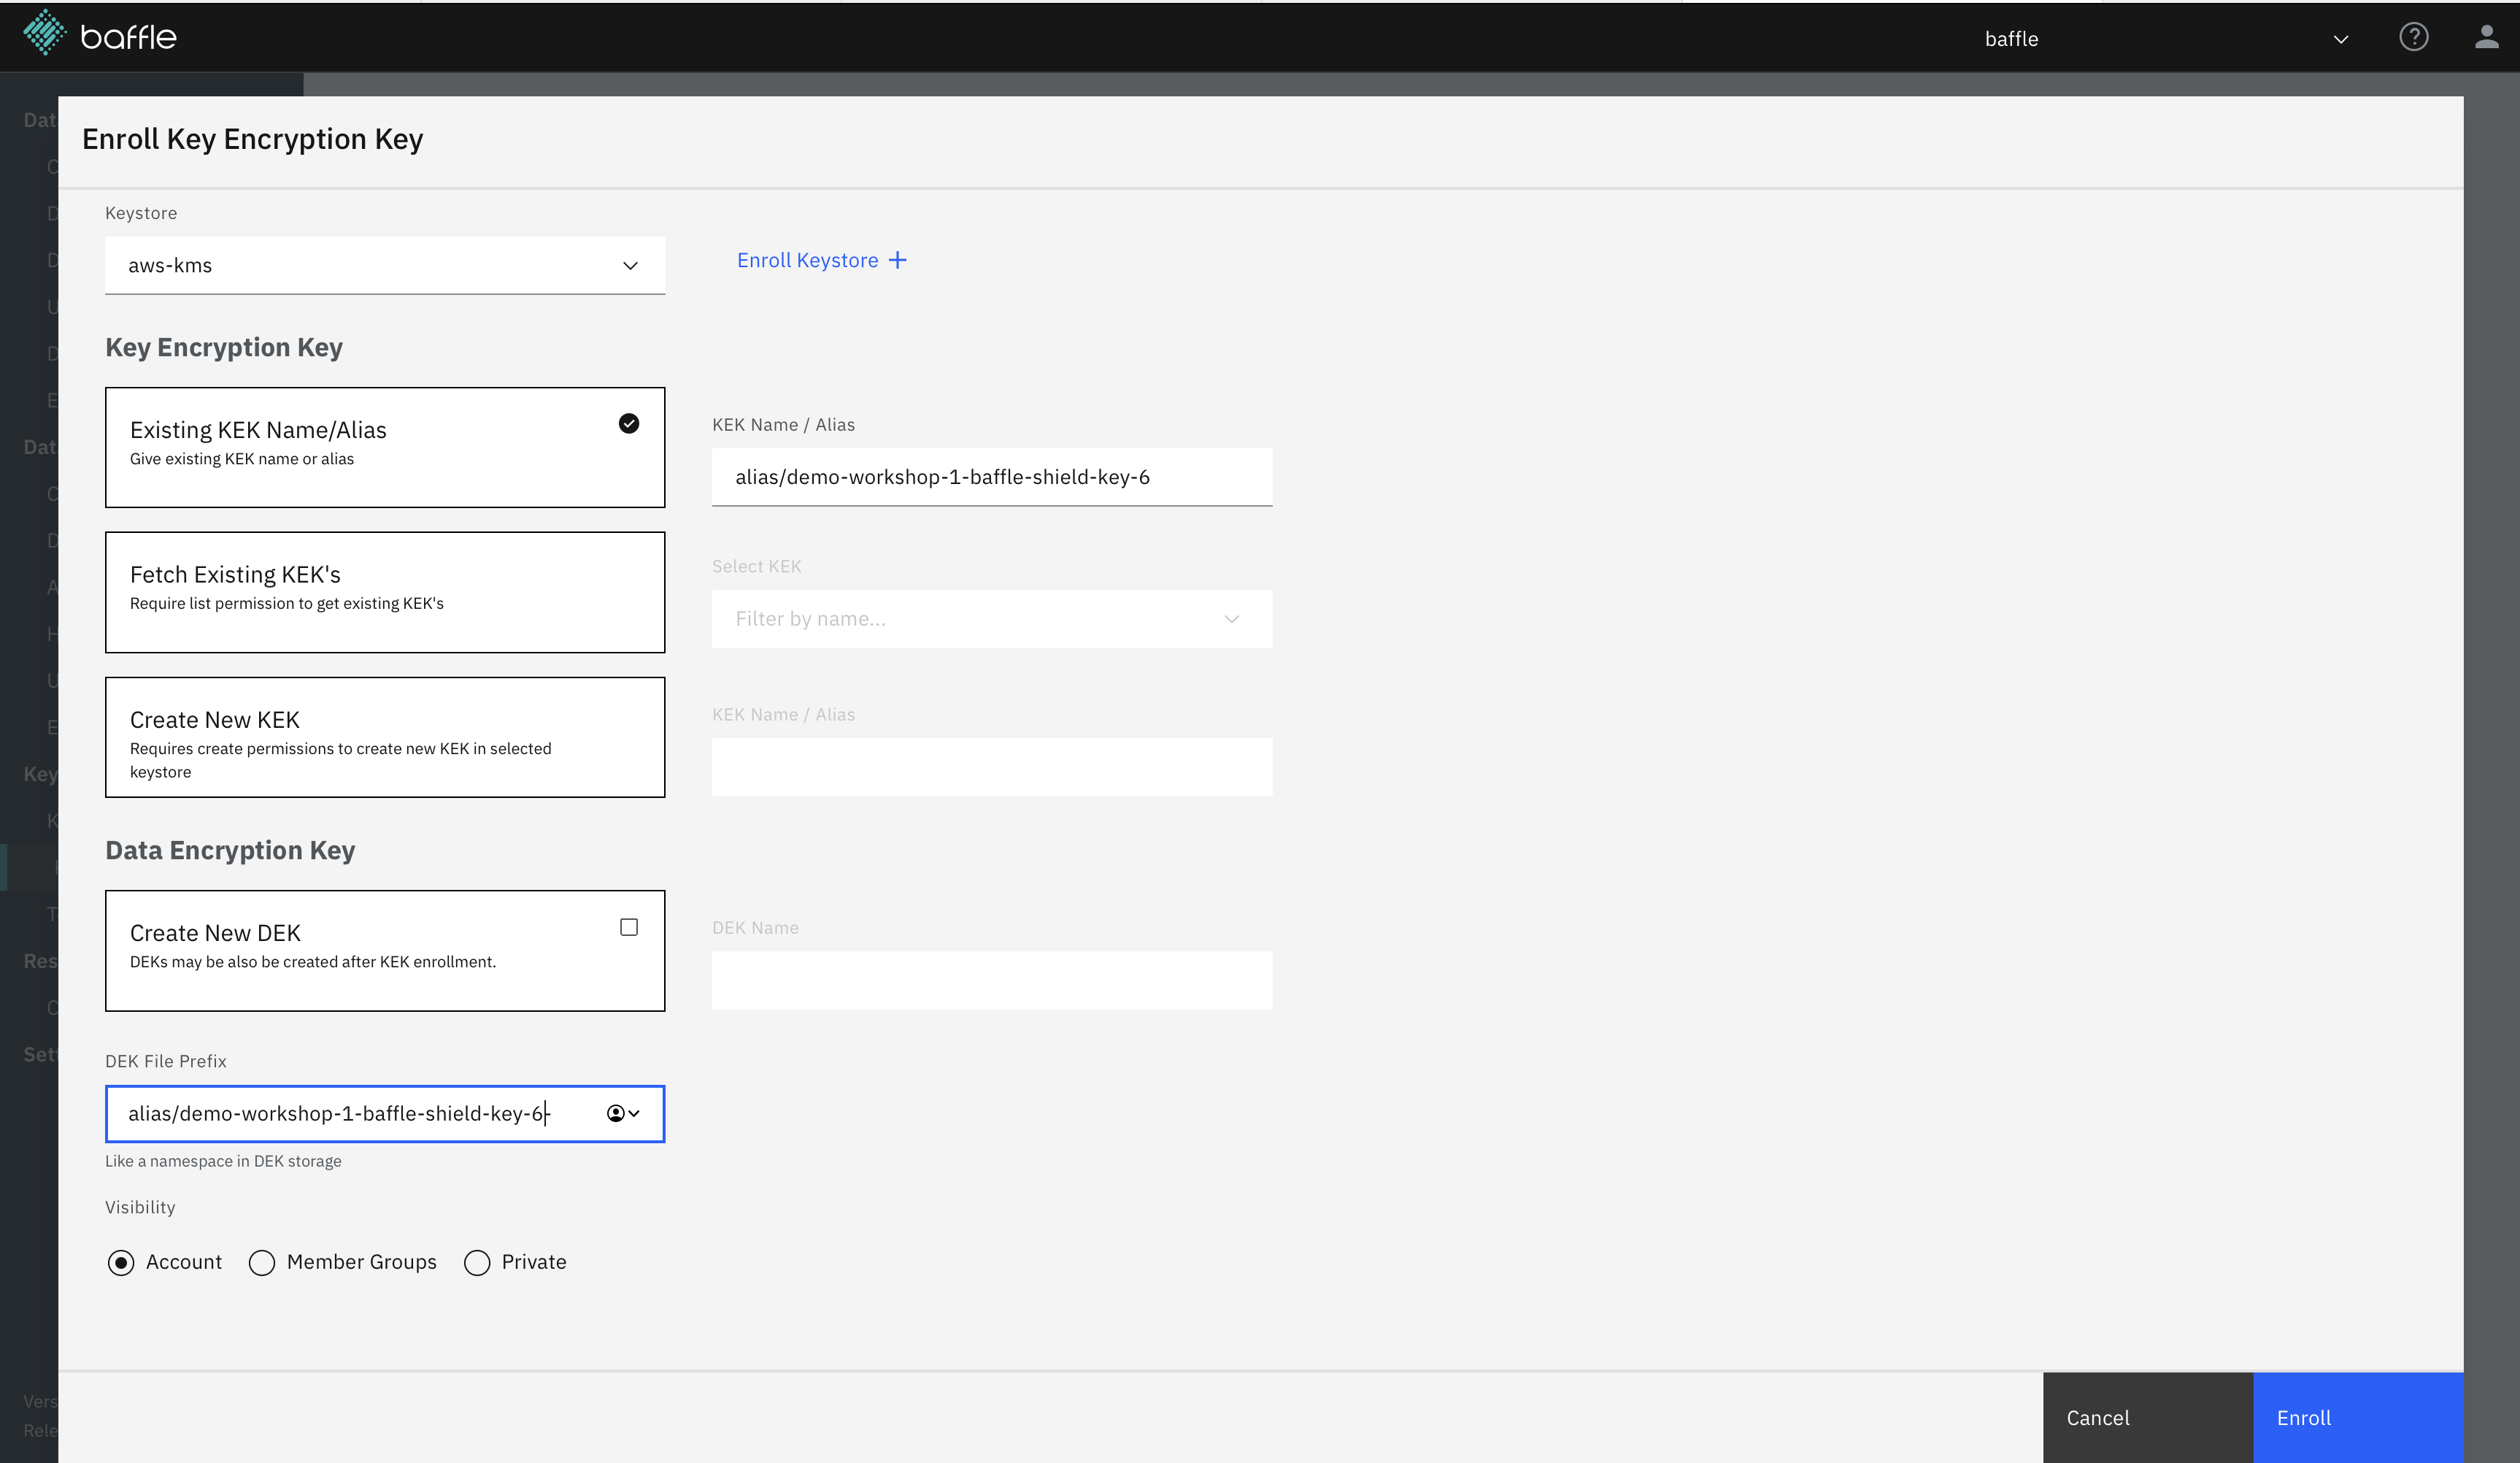 baffle
baffle
Enroll Key Encryption Key
Keystore
aws-kms
Enroll Keystore +
Key Encryption Key
Existing KEK Name/Alias
Give existing KEK name or alias
KEK Name / Alias
alias/demo-workshop-1-baffle-shield-key-6
Fetch Existing KEK's
Require list permission to get existing KEK's
Select KEK
Filter by name...
Create New KEK
Requires create permissions to create new KEK in selected
keystore
KEK Name / Alias
Data Encryption Key
Create New DEK
DEKs may be also be created after KEK enrollment.
DEK Name
DEK File Prefix
alias/demo-workshop-1-baffle-shield-key-6-
Like a namespace in DEK storage
Visibility
Account
Member Groups
Private
Cancel
Enroll